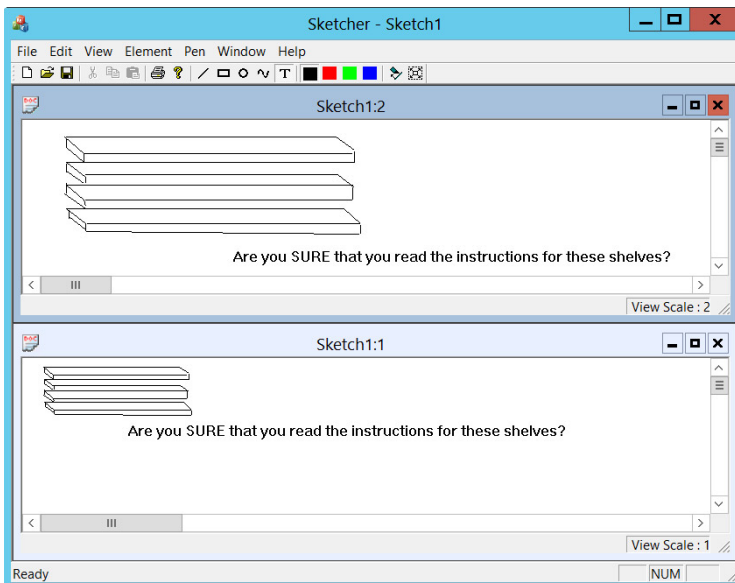 Sketcher - Sketch1
File Edit View Element Pen Window Help
T
Sketch1:2
Are you SURE that you read the instructions for these shelves?
View Scale : 2
Sketch1:1
Are you SURE that you read the instructions for these shelves?
View Scale : 1
Ready NUM